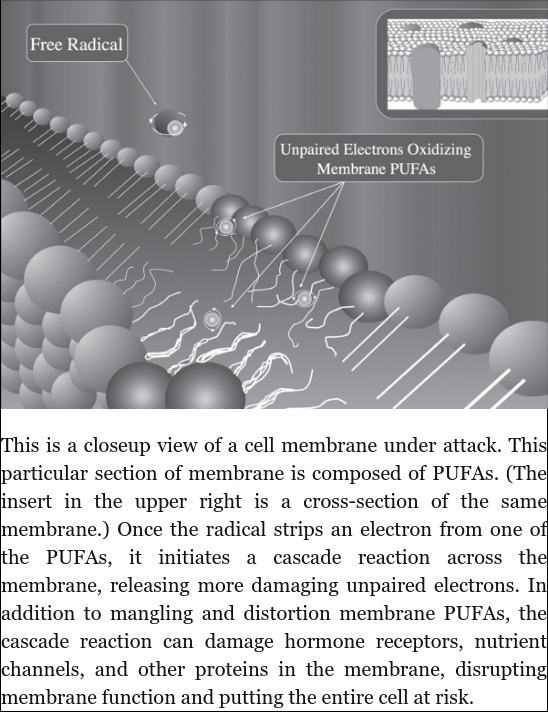 Free Radical
Unpaired Electrons Oxidizing
Membrane PUFAs
This is a closeup view of a cell membrane under attack. This
particular section of membrane is composed of PUFAs. (The
insert in the upper right is a cross-section of the same
membrane.) Once the radical strips an electron from one of
the PUFAs, it initiates a cascade reaction across the
membrane, releasing more damaging unpaired electrons. In
addition to mangling and distortion membrane PUFAs, the
cascade reaction can damage hormone receptors, nutrient
channels, and other proteins in the membrane, disrupting
membrane function and putting the entire cell at risk.